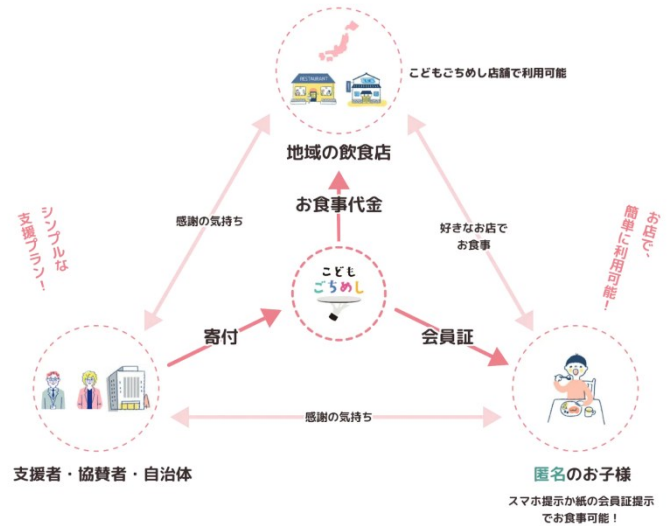 RESTAURANT
こどもごちめし店舗で利用可能
地域の飲食店
お食事代金
感謝の気持ち
好きなお店で
お食事
シンプルな
支援プラン！
お店で、
簡単に利用可能！
こども
ごちめし
寄付
会員証
感謝の気持ち
支援者・協賛者・自治体
匿名のお子様
スマホ提示か紙の会員証提示
でお食事可能！